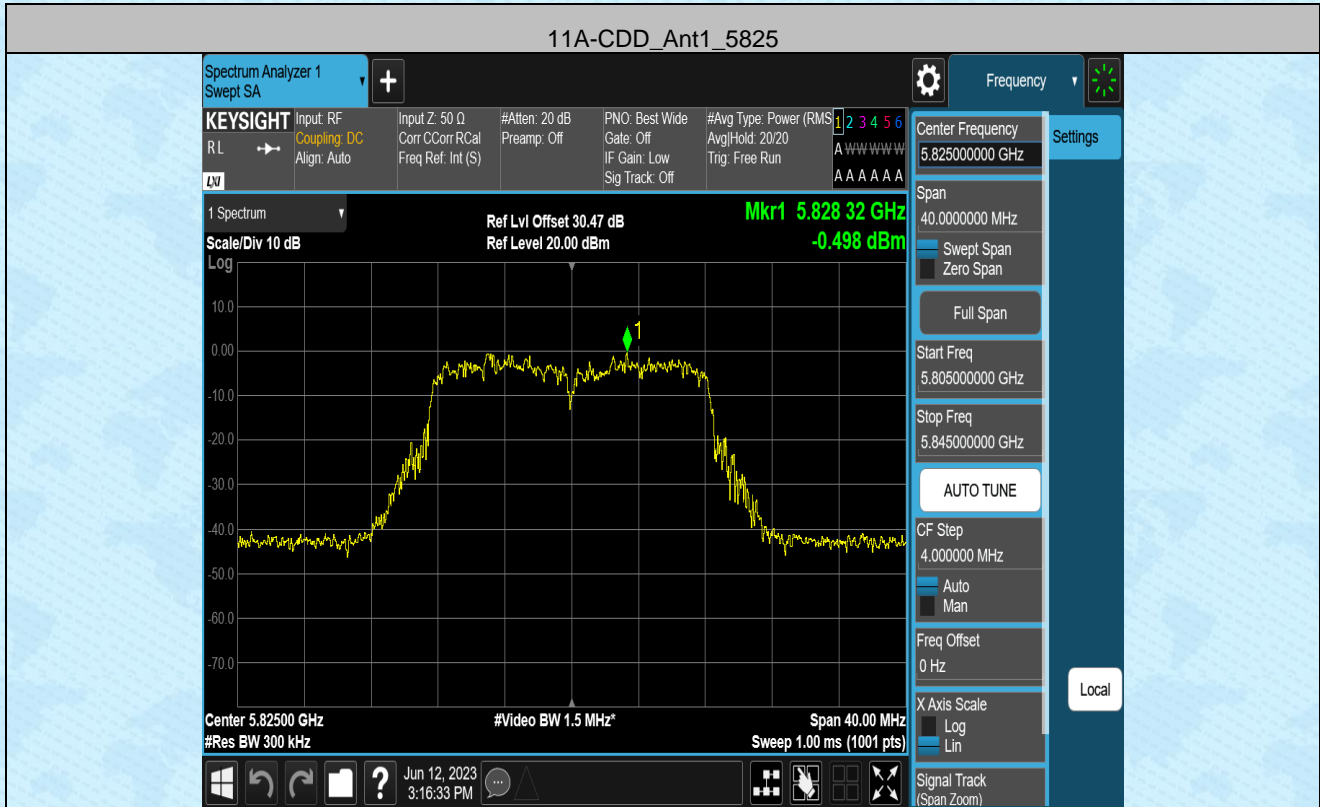 11A-CDD_Ant1_5825
Spectrum Analyzer 1
Swept SA
Frequency
KEYSIGHT
R L
LXI
Input: RF
Coupling: DC
Align: Auto
Input Z: 50 Ω
Corr CCorr RCal
Freq Ref: Int (S)
#Atten: 20 dB
Preamp: Off
PNO: Best Wide
Gate: Off
IF Gain: Low
Sig Track: Off
#Avg Type: Power (RMS
Avg|Hold: 20/20
Trig: Free Run
1 2 3 4 5 6
A W W W W W
A A A A A A
1 Spectrum
Scale/Div 10 dB
Log
Ref Lvl Offset 30.47 dB
Ref Level 20.00 dBm
Mkr1 5.828 32 GHz
-0.498 dBm
10.0
0.00
-10.0
-20.0
-30.0
-40.0
-50.0
-60.0
-70.0
1
Center 5.82500 GHz
#Res BW 300 kHz
#Video BW 1.5 MHz*
Span 40.00 MHz
Sweep 1.00 ms (1001 pts)
Jun 12, 2023
3:16:33 PM
?
Center Frequency
5.825000000 GHz
Span
40.0000000 MHz
Swept Span
Zero Span
Full Span
Start Freq
5.805000000 GHz
Stop Freq
5.845000000 GHz
AUTO TUNE
CF Step
4.000000 MHz
Auto
Man
Freq Offset
0 Hz
X Axis Scale
Log
Lin
Signal Track
(Span Zoom)
Settings
Local